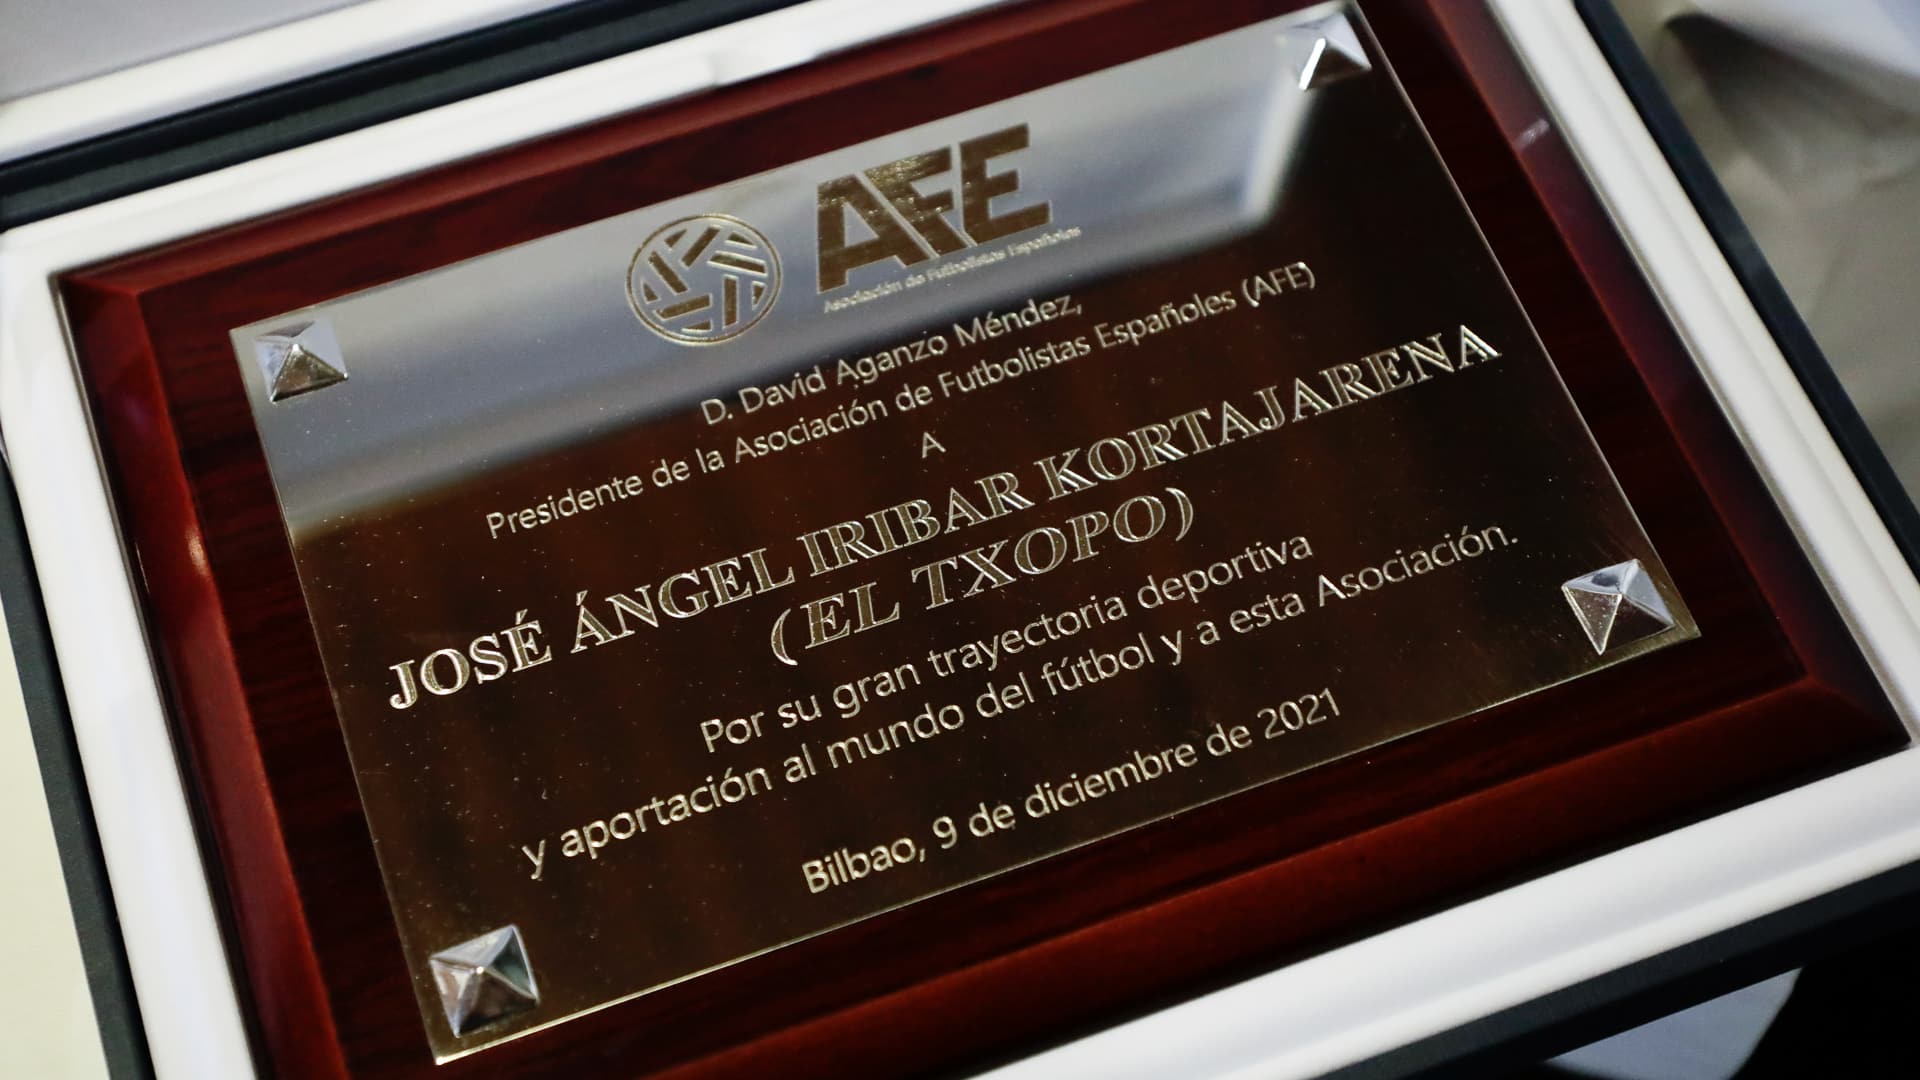 AFE
Asociación de Futbolistas Españoles
D. David Aganzo Méndez,
Presidente de la Asociación de Futbolistas Españoles (AFE)
A
JOSÉ ÁNGEL IRIBAR KORTAJARENA
(EL TXOPO)
Por su gran trayectoria deportiva
y aportación al mundo del fútbol y a esta Asociación.
Bilbao, 9 de diciembre de 2021